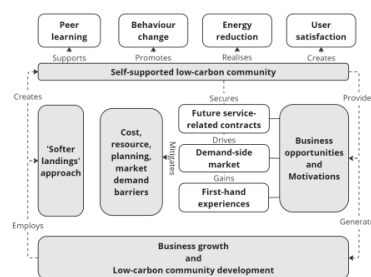 Peer
learning
Behaviour
change
Energy
reduction
User
satisfaction
Supports
Promotes
Realises
Creates
Self-supported low-carbon community
Creates
Secures
Provide
'Softer
landings'
approach
Cost,
resource,
planning,
market
demand
barriers
Mitigates
Future service-
related contracts
Drives
Demand-side
market
Gains
First-hand
experiences
Business
opportunities
and
Motivations
Employs
Generate
Business growth
and
Low-carbon community development